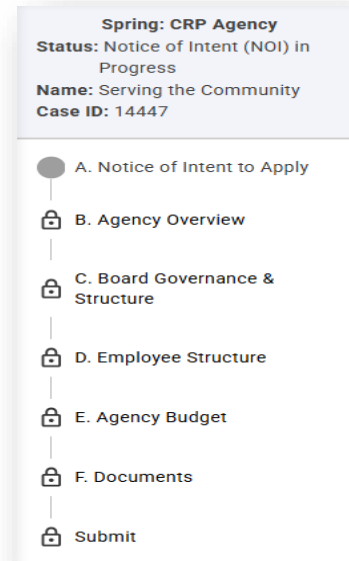 Spring: CRP Agency
Status: Notice of Intent (NOI) in
Progress
Name: Serving the Community
Case ID: 14447
A. Notice of Intent to Apply
B. Agency Overview
C. Board Governance &
Structure
D. Employee Structure
E. Agency Budget
F. Documents
Submit